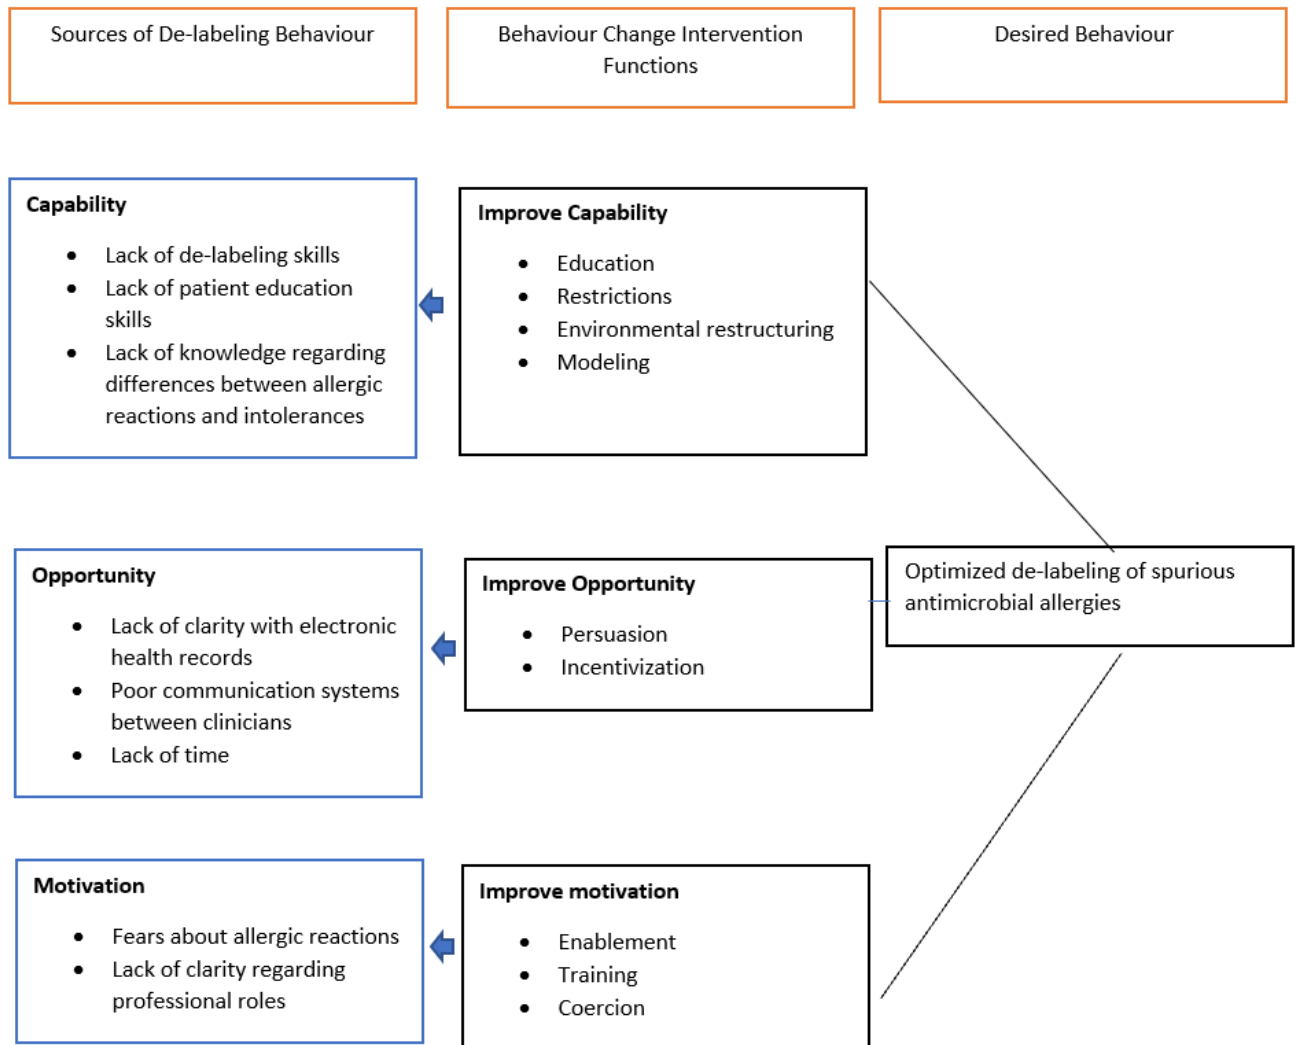 Sources of De-labeling Behaviour
Behaviour Change Intervention
Functions
Desired Behaviour
Capability
• Lack of de-labeling skills
• Lack of patient education
skills
• Lack of knowledge regarding
differences between allergic
reactions and intolerances
Improve Capability
• Education
• Restrictions
• Environmental restructuring
• Modeling
Opportunity
• Lack of clarity with electronic
health records
• Poor communication systems
between clinicians
• Lack of time
Improve Opportunity
• Persuasion
• Incentivization
Optimized de-labeling of spurious
antimicrobial allergies
Motivation
• Fears about allergic reactions
• Lack of clarity regarding
professional roles
Improve motivation
• Enablement
• Training
• Coercion